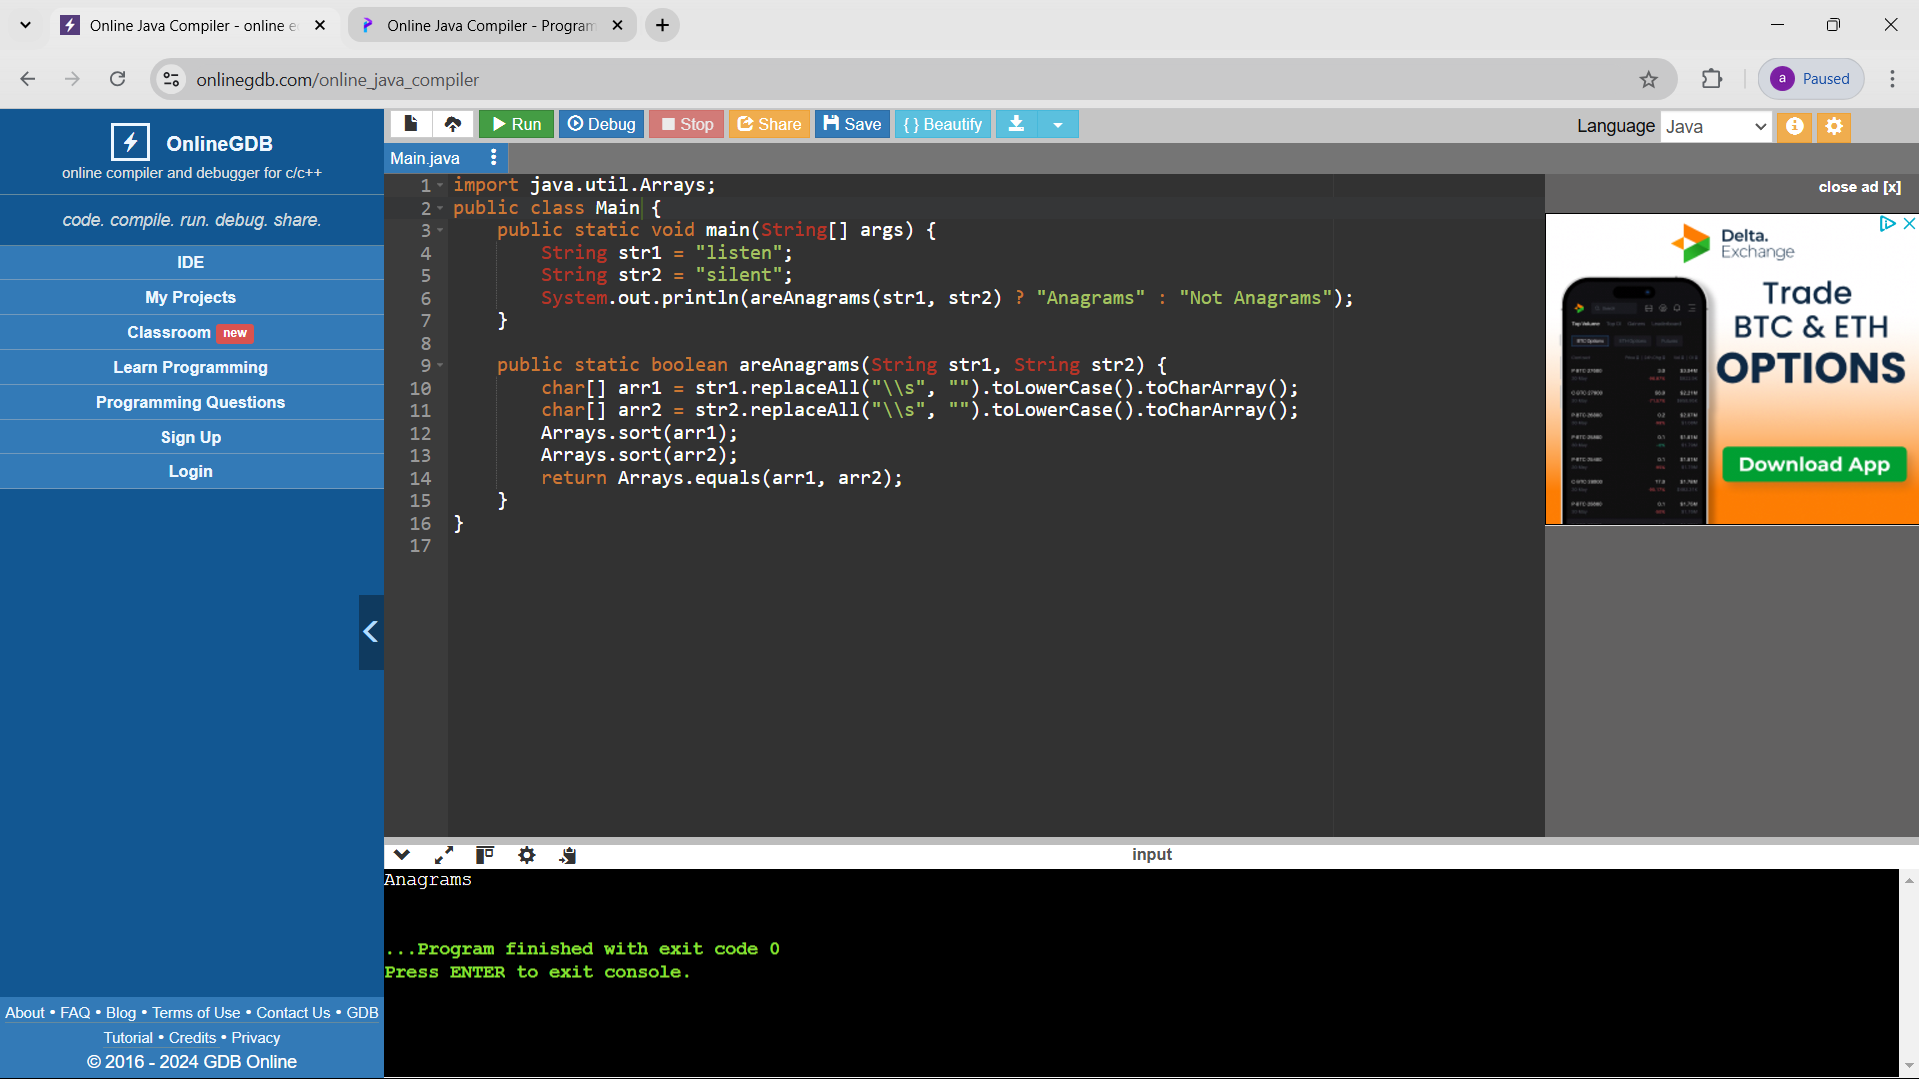 Online Java Compiler - online e
Online Java Compiler - Program
onlinegdb.com/online_java_compiler
a Paused
OnlineGDB
online compiler and debugger for c/c++
code. compile. run. debug. share.
IDE
My Projects
Classroom new
Learn Programming
Programming Questions
Sign Up
Login
About • FAQ • Blog • Terms of Use • Contact Us • GDB
Tutorial • Credits • Privacy
© 2016 - 2024 GDB Online
Run Debug Stop Share Save { } Beautify
Language Java
Main.java
1 import java.util.Arrays;
2 public class Main {
3     public static void main(String[] args) {
4         String str1 = "listen";
5         String str2 = "silent";
6         System.out.println(areAnagrams(str1, str2) ? "Anagrams" : "Not Anagrams");
7     }
8
9     public static boolean areAnagrams(String str1, String str2) {
10         char[] arr1 = str1.replaceAll("\\s", "").toLowerCase().toCharArray();
11         char[] arr2 = str2.replaceAll("\\s", "").toLowerCase().toCharArray();
12         Arrays.sort(arr1);
13         Arrays.sort(arr2);
14         return Arrays.equals(arr1, arr2);
15     }
16 }
17
close ad [x]
Delta.
Exchange
Trade
BTC & ETH
OPTIONS
Download App
input
Anagrams
...Program finished with exit code 0
Press ENTER to exit console.